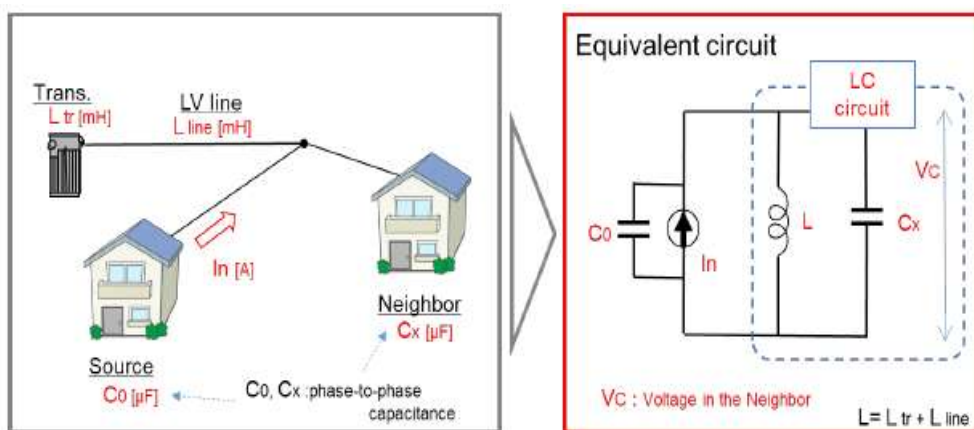 Trans.
L tr [mH]
LV line
L line [mH]
In [A]
Neighbor
Cx [μF]
Source
C0 [μF]
C0, Cx :phase-to-phase
capacitance
Equivalent circuit
LC
circuit
Vc
C0
In
L
Cx
Vc : Voltage in the Neighbor
L= L tr + L line